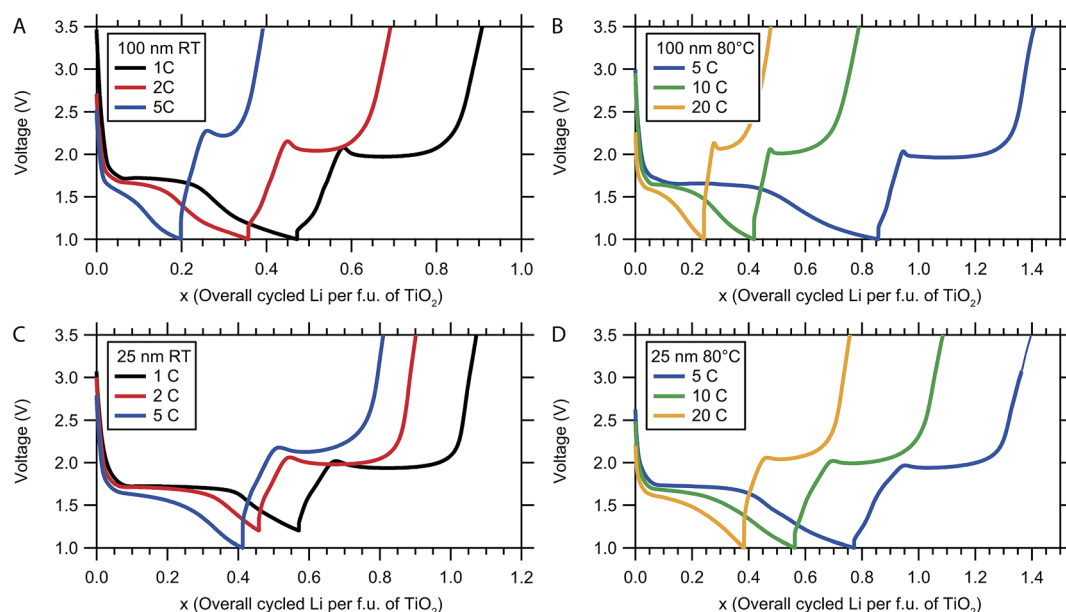 A
3.5
3.0
2.5
2.0
1.5
1.0
Voltage (V)
100 nm RT
1C
2C
5C
0.0 0.2 0.4 0.6 0.8 1.0
x (Overall cycled Li per f.u. of TiO2)
B
3.5
3.0
2.5
2.0
1.5
1.0
Voltage (V)
100 nm 80°C
5 C
10 C
20 C
0.0 0.2 0.4 0.6 0.8 1.0 1.2 1.4
x (Overall cycled Li per f.u. of TiO2)
C
3.5
3.0
2.5
2.0
1.5
1.0
Voltage (V)
25 nm RT
1 C
2 C
5 C
0.0 0.2 0.4 0.6 0.8 1.0 1.2
x (Overall cycled Li per f.u. of TiO2)
D
3.5
3.0
2.5
2.0
1.5
1.0
Voltage (V)
25 nm 80°C
5 C
10 C
20 C
0.0 0.2 0.4 0.6 0.8 1.0 1.2 1.4
x (Overall cycled Li per f.u. of TiO2)